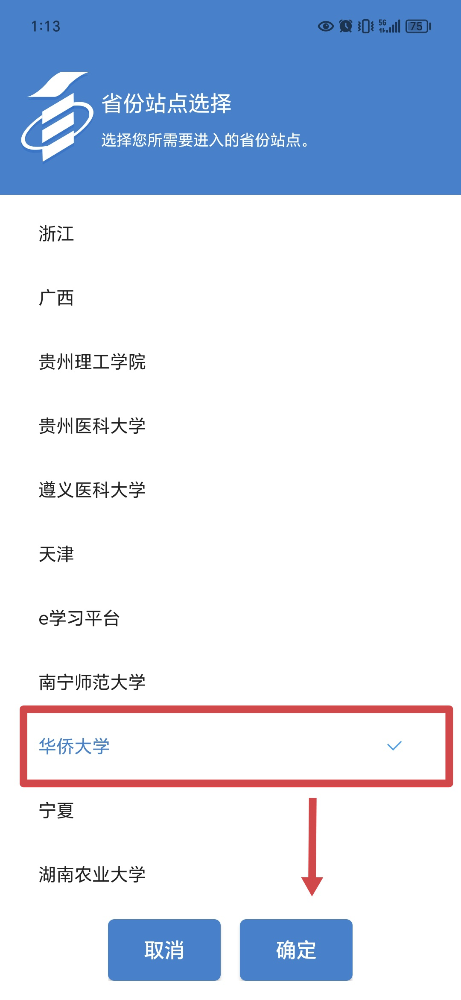 1:13
5G
75
省份站点选择
选择您所需要进入的省份站点。
浙江
广西
贵州理工学院
贵州医科大学
遵义医科大学
天津
e学习平台
南宁师范大学
华侨大学
宁夏
湖南农业大学
取消
确定